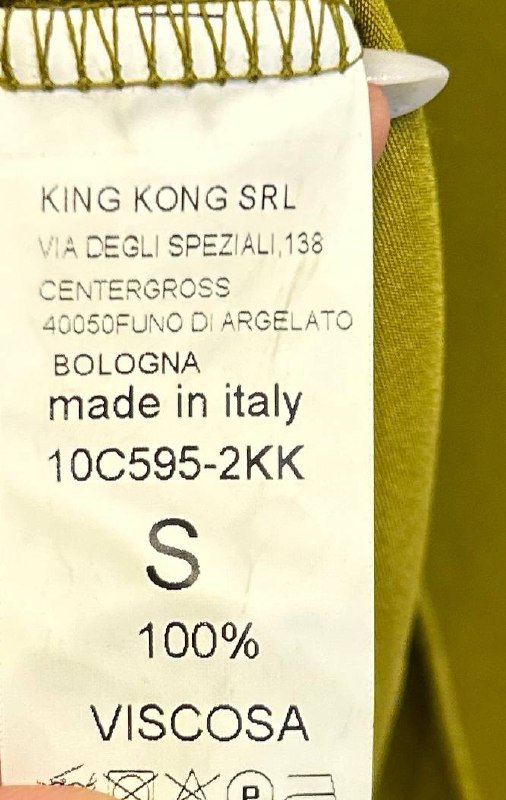 KING KONG SRL
VIA DEGLI SPEZIALI,138
CENTERGROSS
40050FUNO DI ARGELATO
BOLOGNA
made in italy
10C595-2KK
S
100%
VISCOSA
P